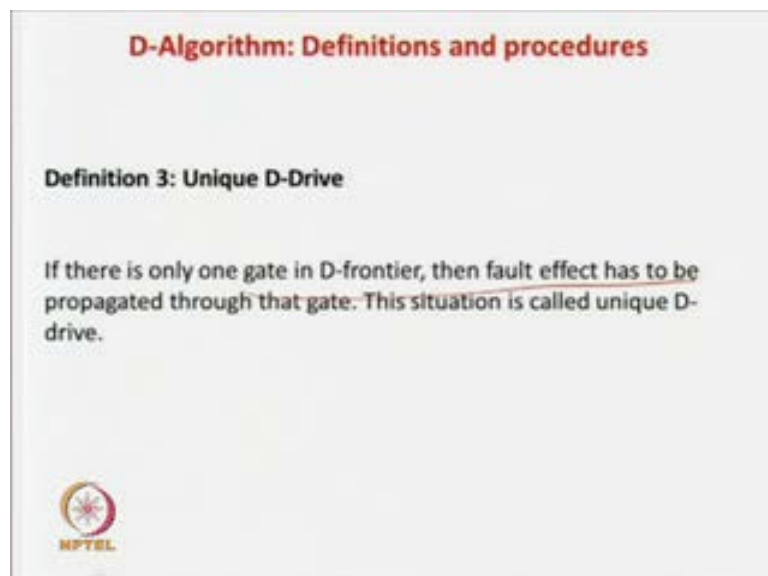 D-Algorithm: Definitions and procedures
Definition 3: Unique D-Drive
If there is only one gate in D-frontier, then fault effect has to be
propagated through that gate. This situation is called unique D-
drive.
NPTEL